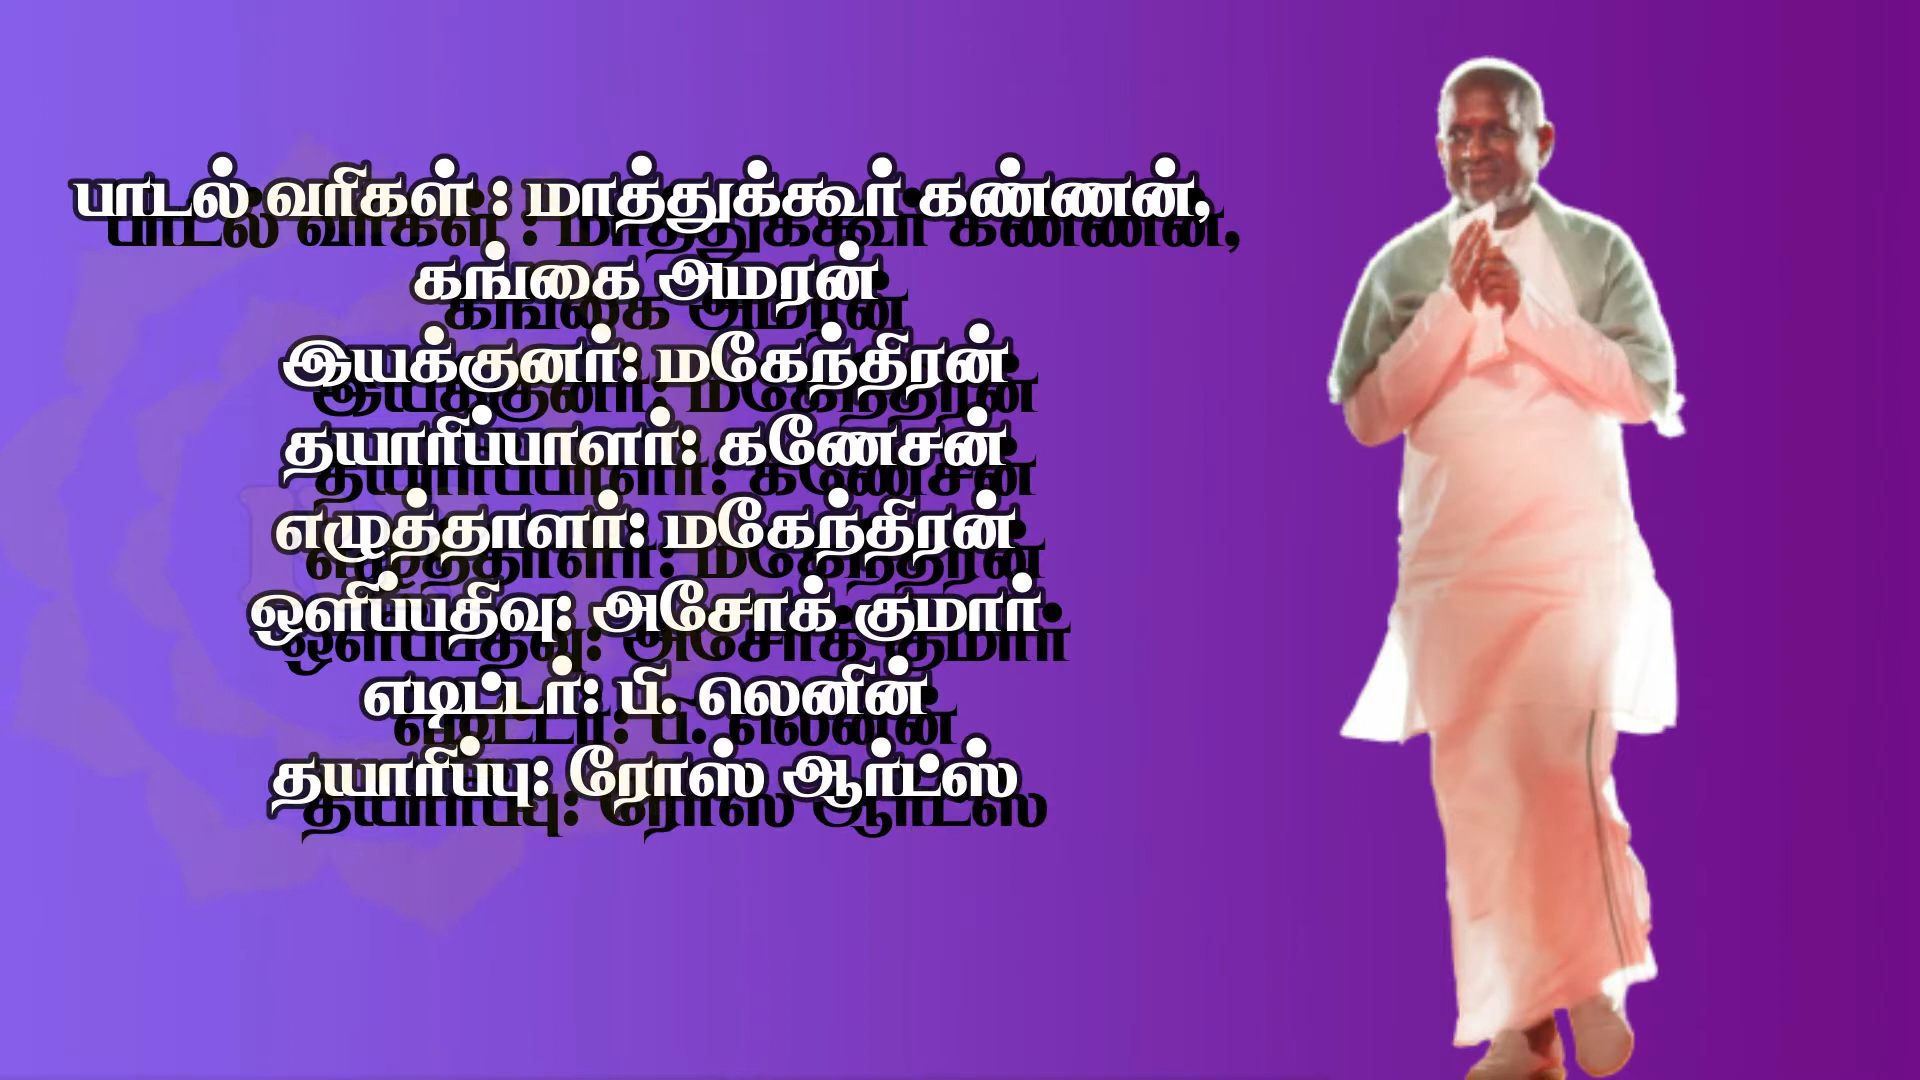 பாடல் வரிகள் : மாத்துக்கூர் கண்ணன்,
கங்கை அமரன்
இயக்குனர்: மகேந்திரன்
தயாரிப்பாளர்: கணேசன்
எழுத்தாளர்: மகேந்திரன்
ஒளிப்பதிவு: அசோக் குமார்
எடிட்டர்: பி. லெனின்
தயாரிப்பு: ரோஸ் ஆர்ட்ஸ்